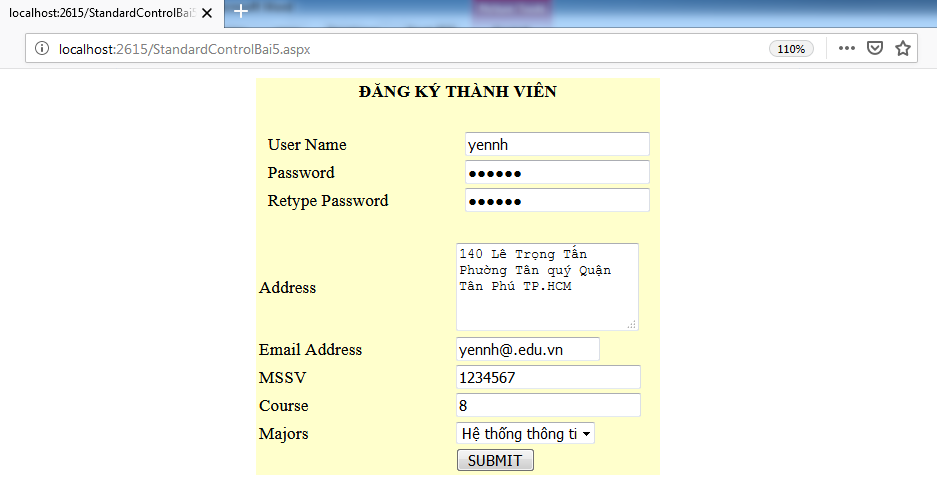 localhost:2615/StandardControlBai5
localhost:2615/StandardControlBai5.aspx
110%
ĐĂNG KÝ THÀNH VIÊN
User Name yennh
Password ●●●●●●
Retype Password ●●●●●●
Address
140 Lê Trọng Tấn
Phường Tân quý Quận
Tân Phú TP.HCM
Email Address yennh@.edu.vn
MSSV 1234567
Course 8
Majors Hệ thống thông ti
SUBMIT